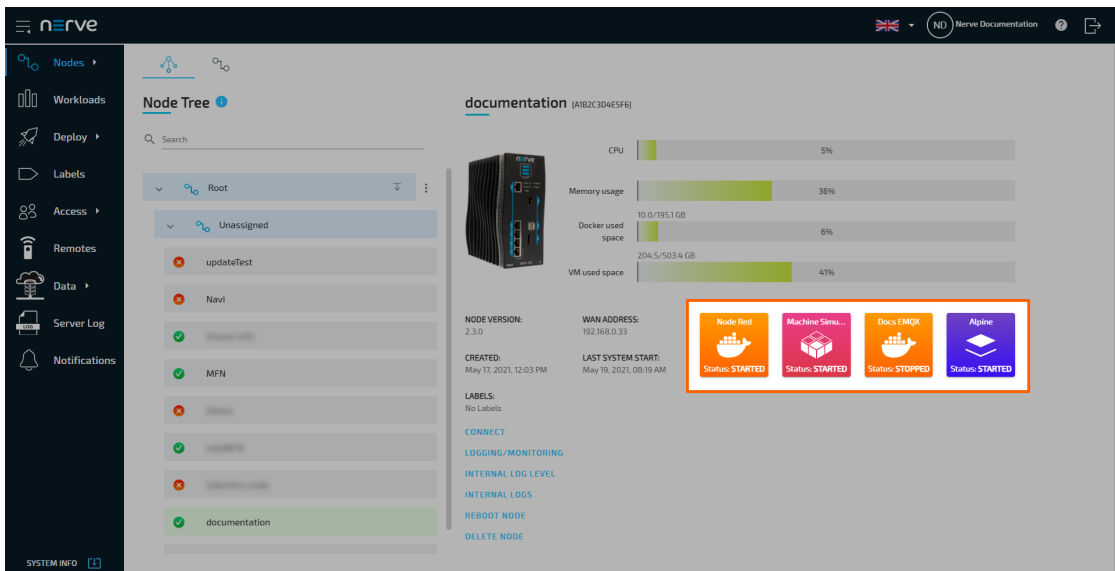 nerve
ND Nerve Documentation
Nodes
Workloads
Deploy
Labels
Access
Remotes
Data
LOG Server Log
Notifications
SYSTEM INFO
Node Tree
Search
Root
Unassigned
updateTest
Navi
MFN
documentation
documentation [A1B2C3D4E5F6]
nerve
CPU 5%
Memory usage 36%
10.0/195.1 GB
Docker used space 6%
204.5/503.4 GB
VM used space 41%
NODE VERSION:
2.3.0
WAN ADDRESS:
192.168.0.33
CREATED:
May 17, 2021, 12:03 PM
LAST SYSTEM START:
May 19, 2021, 08:19 AM
LABELS:
No Labels
CONNECT
LOGGING/MONITORING
INTERNAL LOG LEVEL
INTERNAL LOGS
REBOOT NODE
DELETE NODE
Node Red
Status: STARTED
Machine Simu...
Status: STARTED
Docs EMQX
Status: STOPPED
Alpine
Status: STARTED